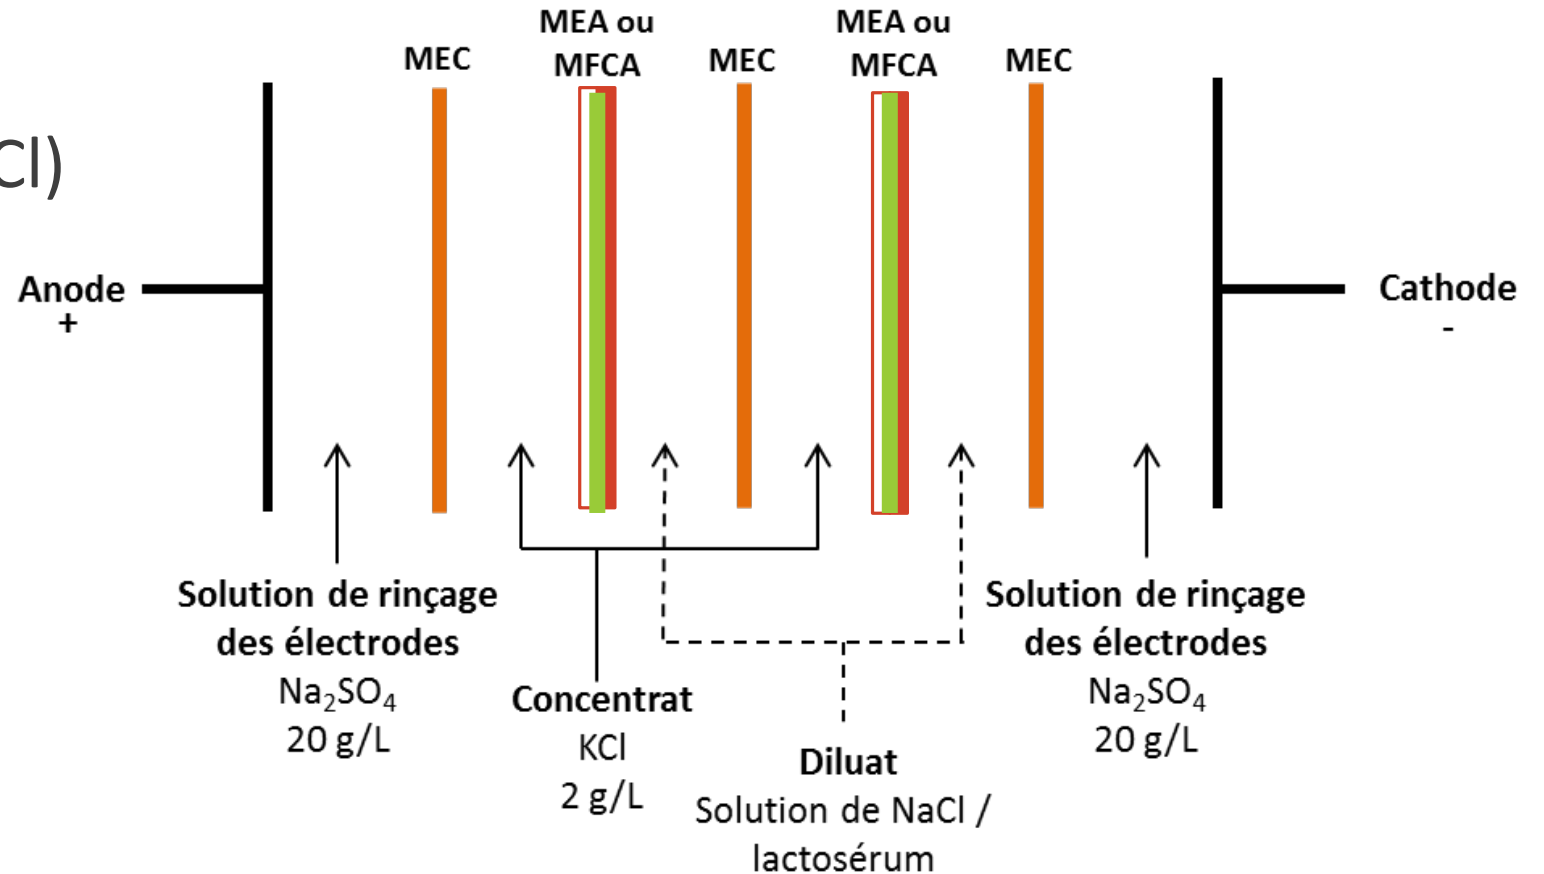 MEA ou
MFCA
MEA ou
MFCA
MEC
MEC
MEC
Cl)
Anode
+
Cathode
-
Solution de rinçage
des électrodes
Na₂SO₄
20 g/L
Concentrat
KCl
2 g/L
Diluat
Solution de NaCl /
lactosérum
Solution de rinçage
des électrodes
Na₂SO₄
20 g/L